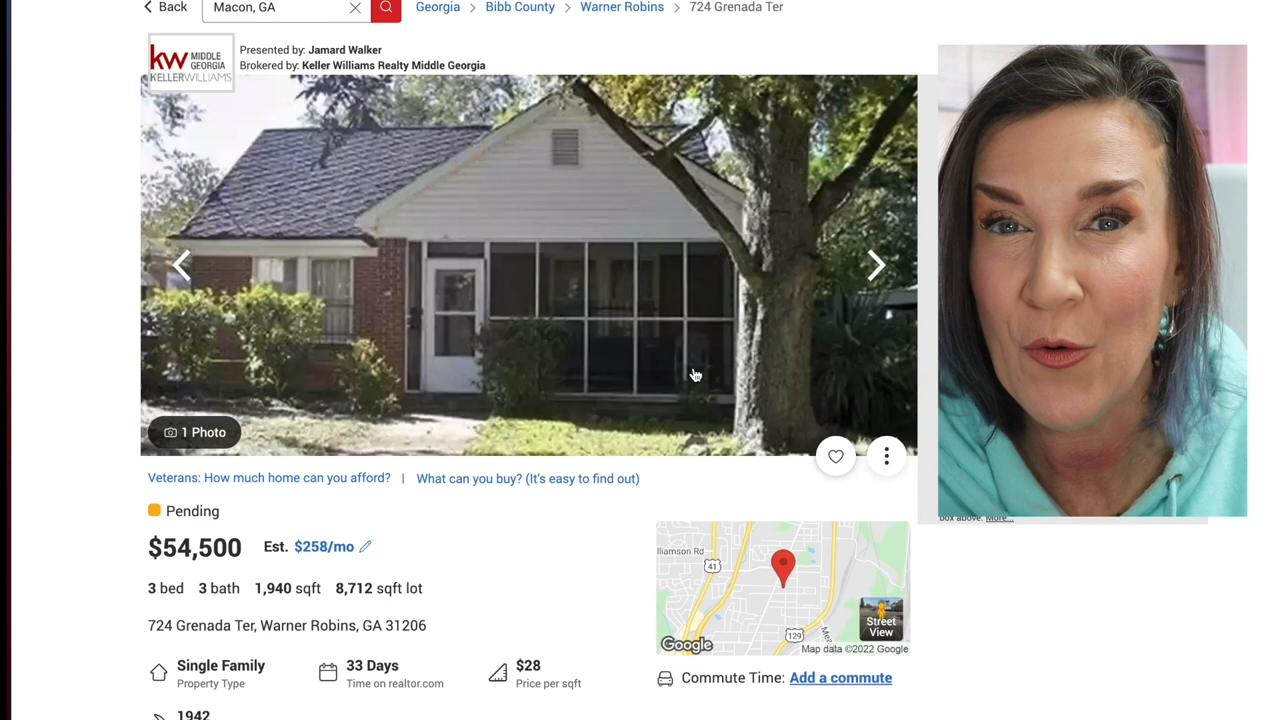 Back
Macon, GA
Georgia > Bibb County > Warner Robins > 724 Grenada Ter
kw MIDDLE
GEORGIA
KELLERWILLIAMS
Presented by: Jamard Walker
Brokered by: Keller Williams Realty Middle Georgia
1 Photo
Veterans: How much home can you afford? | What can you buy? (It's easy to find out)
Pending
$54,500 Est. $258/mo
3 bed 3 bath 1,940 sqft 8,712 sqft lot
724 Grenada Ter, Warner Robins, GA 31206
Single Family
Property Type
33 Days
Time on realtor.com
$28
Price per sqft
1942
lliamson Rd
41
129
Street
View
Google
Map data ©2022 Google
Commute Time: Add a commute
box above. More...